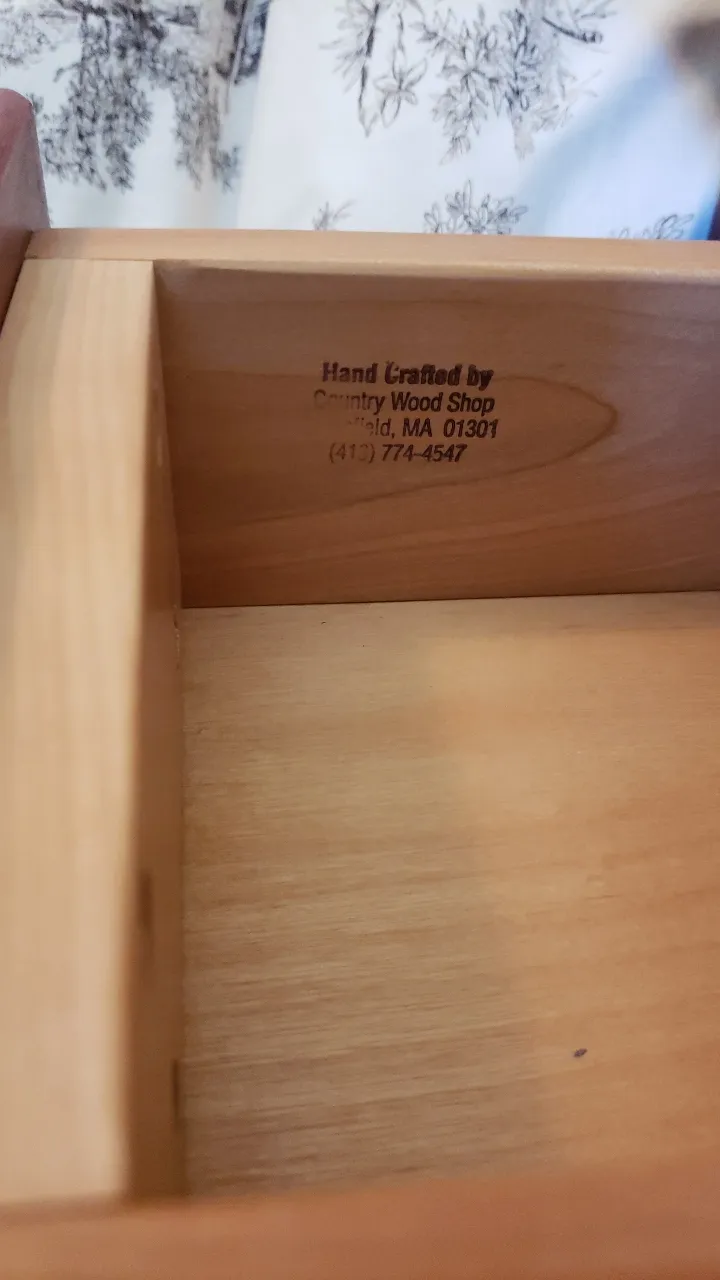 Hand Crafted by
Country Wood Shop
MA 01301
774-4547